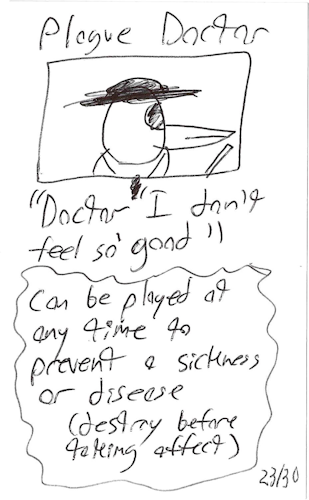 Plague Doctor
"Doctor" I don't
feel so good"
Can be played at
any time to
prevent a sickness
or disease
(destroy before
taking affect)
23/30